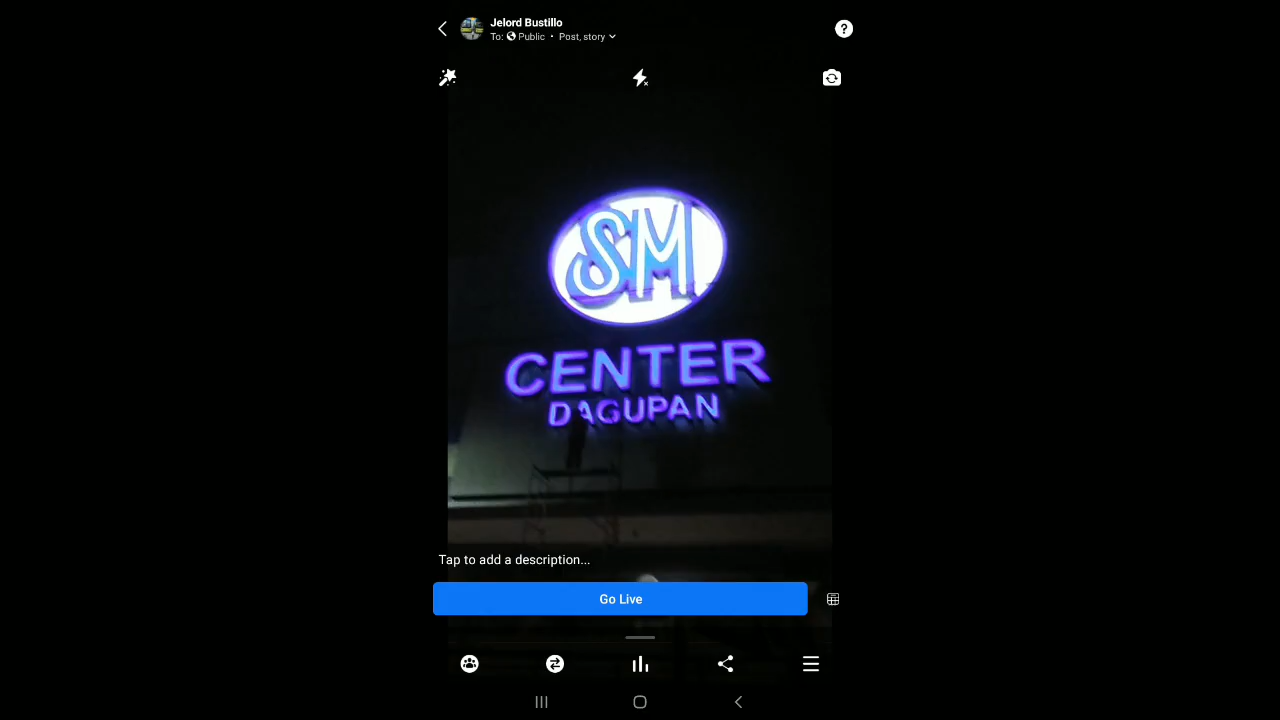 Jelord Bustillo
To: Public • Post, story
SM
CENTER
DAGUPAN
Tap to add a description...
Go Live